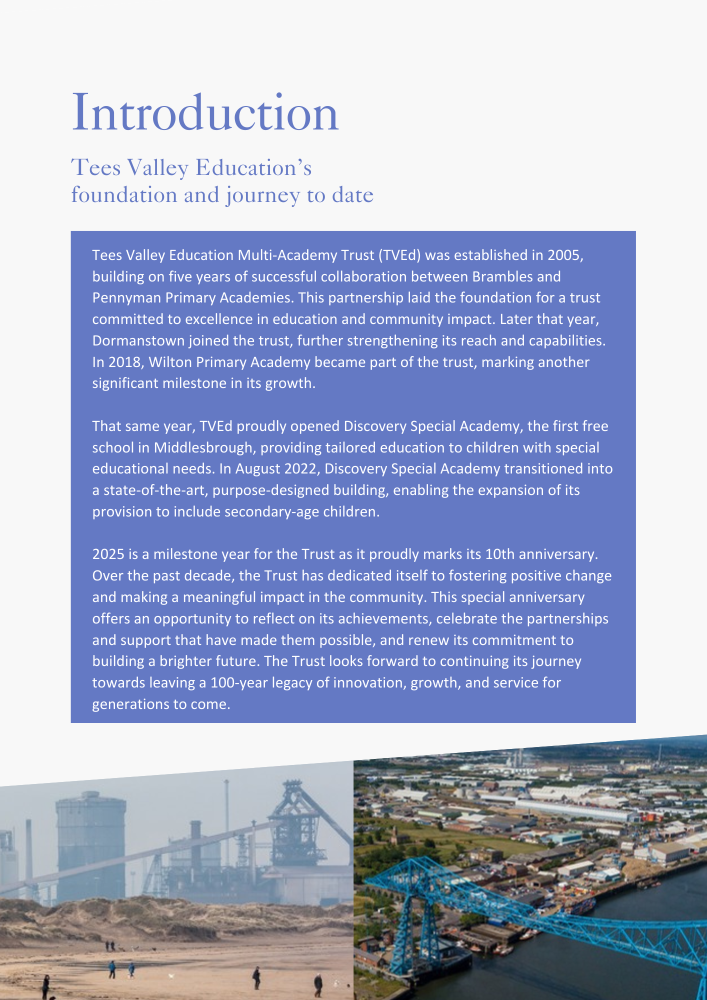 Introduction
Tees Valley Education’s
foundation and journey to date
Tees Valley Education Multi-Academy Trust (TVEd) was established in 2005,
building on five years of successful collaboration between Brambles and
Pennyman Primary Academies. This partnership laid the foundation for a trust
committed to excellence in education and community impact. Later that year,
Dormanstown joined the trust, further strengthening its reach and capabilities.
In 2018, Wilton Primary Academy became part of the trust, marking another
significant milestone in its growth.
That same year, TVEd proudly opened Discovery Special Academy, the first free
school in Middlesbrough, providing tailored education to children with special
educational needs. In August 2022, Discovery Special Academy transitioned into
a state-of-the-art, purpose-designed building, enabling the expansion of its
provision to include secondary-age children.
2025 is a milestone year for the Trust as it proudly marks its 10th anniversary.
Over the past decade, the Trust has dedicated itself to fostering positive change
and making a meaningful impact in the community. This special anniversary
offers an opportunity to reflect on its achievements, celebrate the partnerships
and support that have made them possible, and renew its commitment to
building a brighter future. The Trust looks forward to continuing its journey
towards leaving a 100-year legacy of innovation, growth, and service for
generations to come.